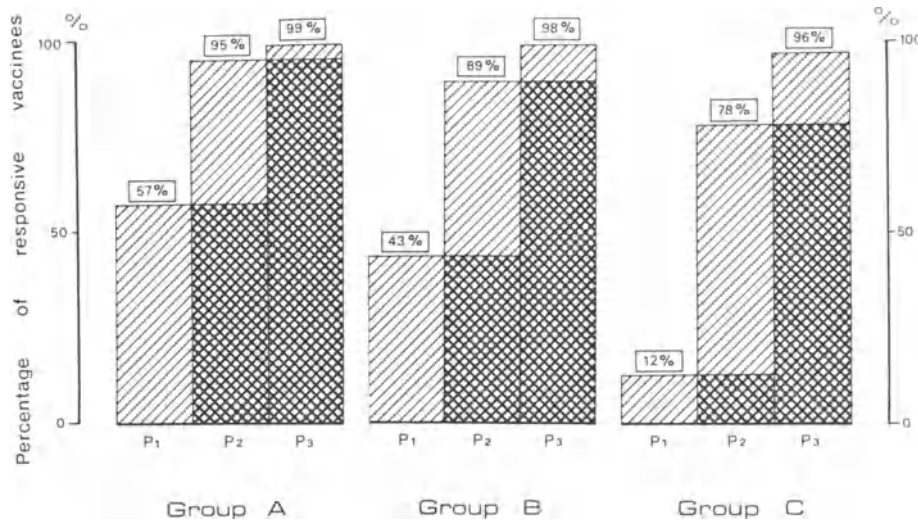 %
100
50
0
Percentage of responsive vaccinees
57%
95%
99%
P1
P2
P3
Group A
43%
89%
98%
P1
P2
P3
Group B
12%
78%
96%
P1
P2
P3
Group C
%
100
50
0